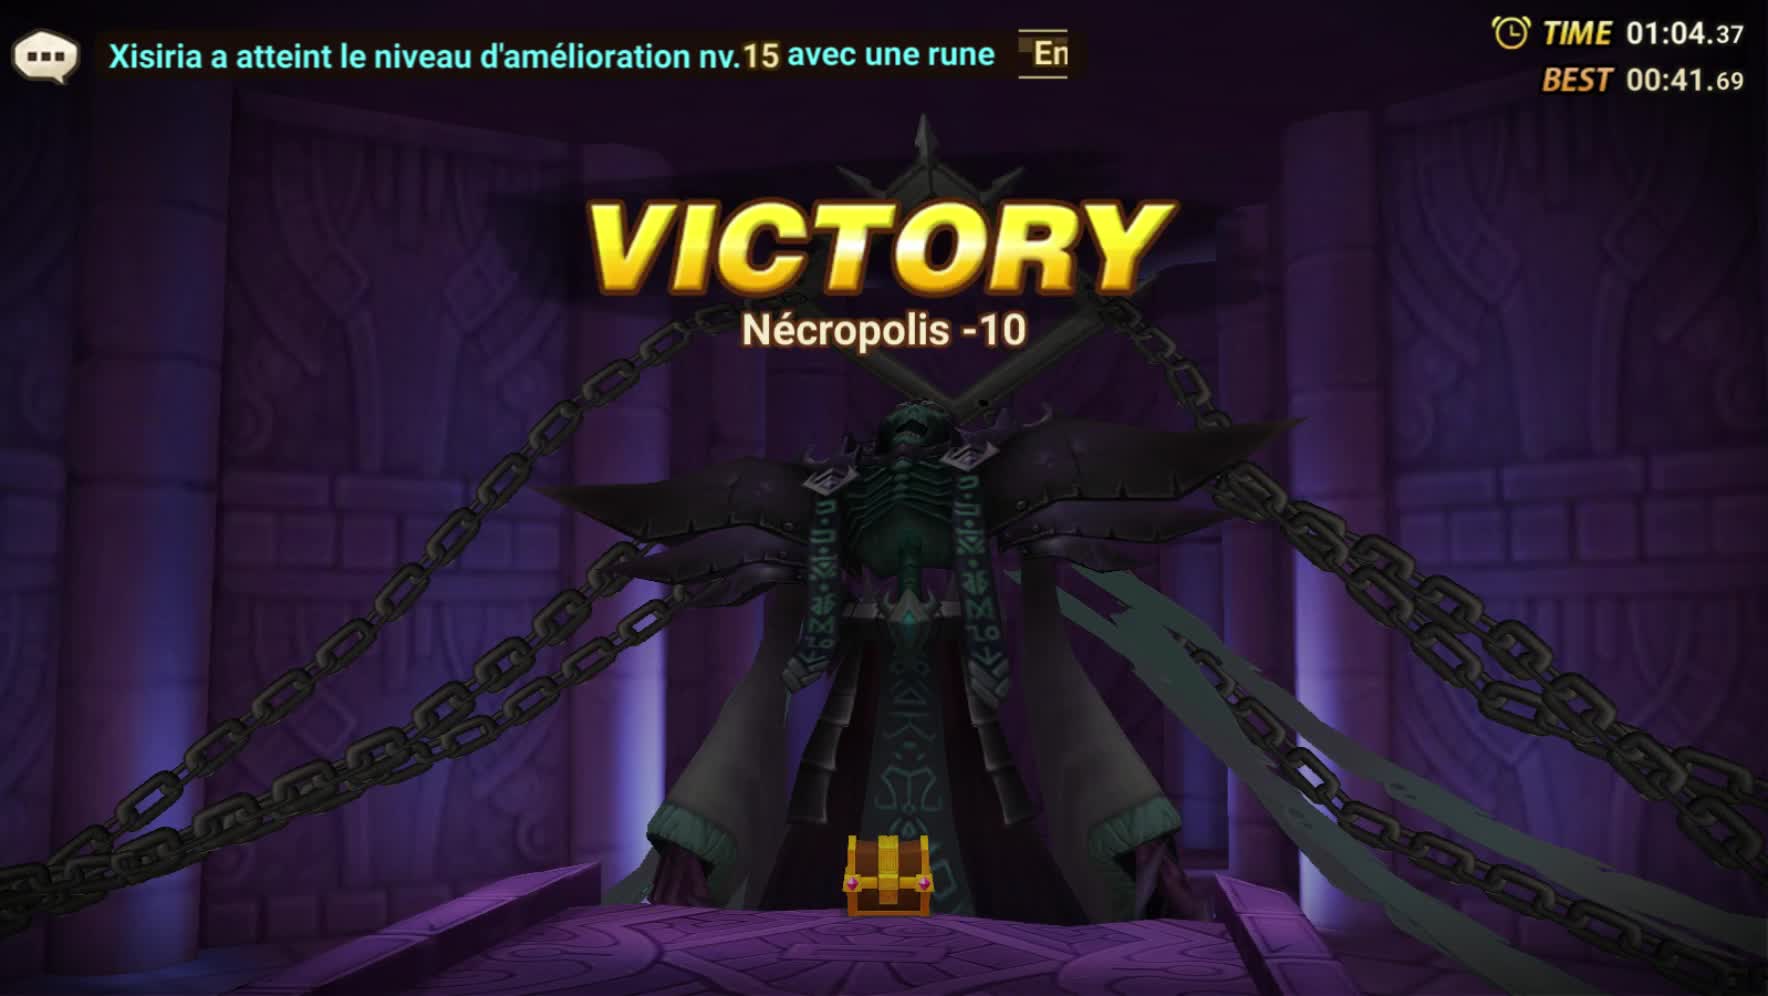 Xisiria a atteint le niveau d'amélioration nv.15 avec une rune En
TIME 01:04.37
BEST 00:41.69
VICTORY
Nécropolis -10